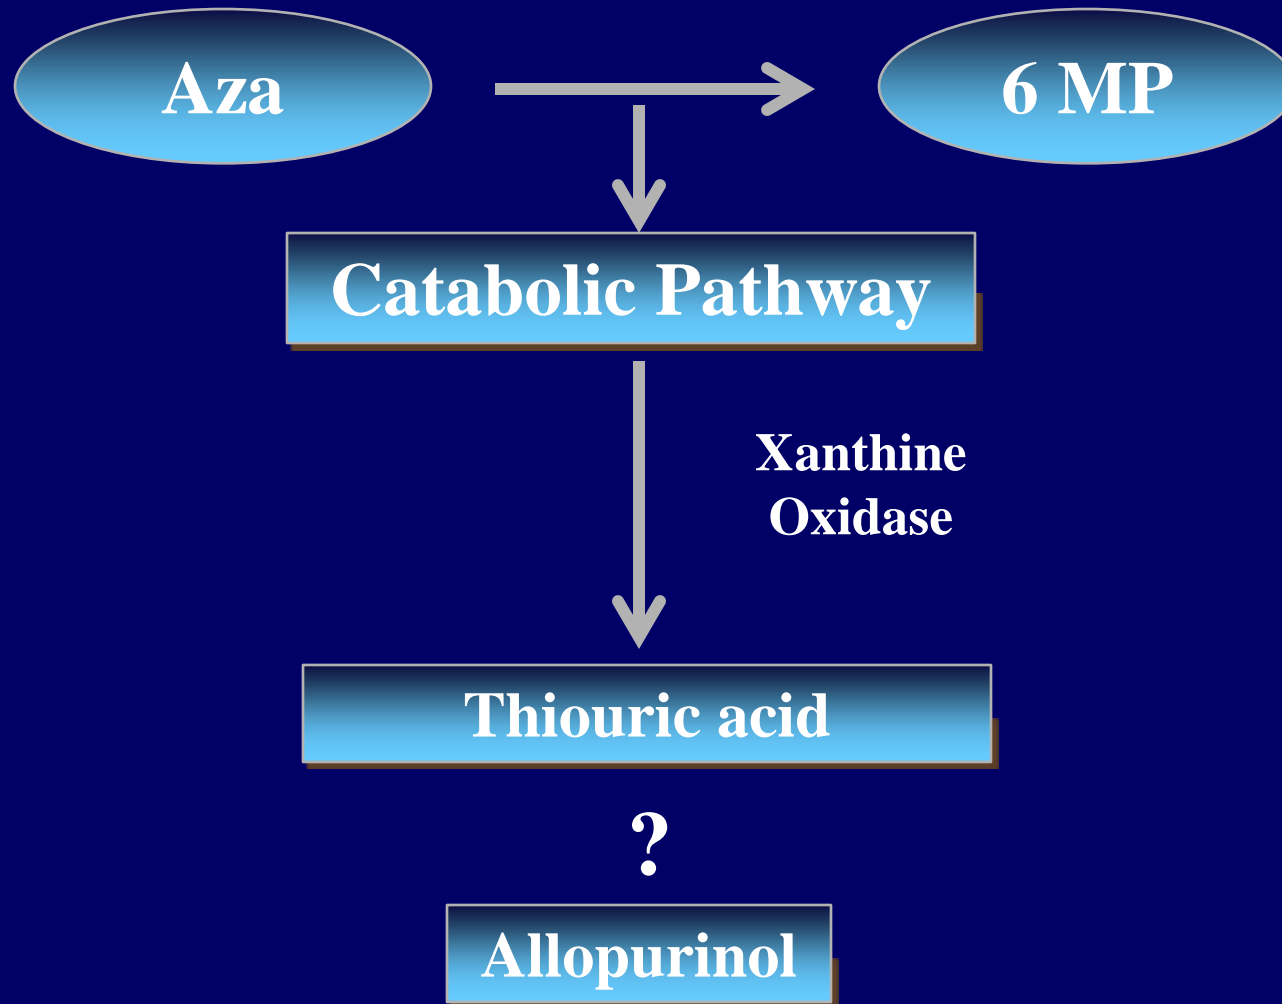 Aza
6 MP
Catabolic Pathway
Xanthine
Oxidase
Thiouric acid
?
Allopurinol